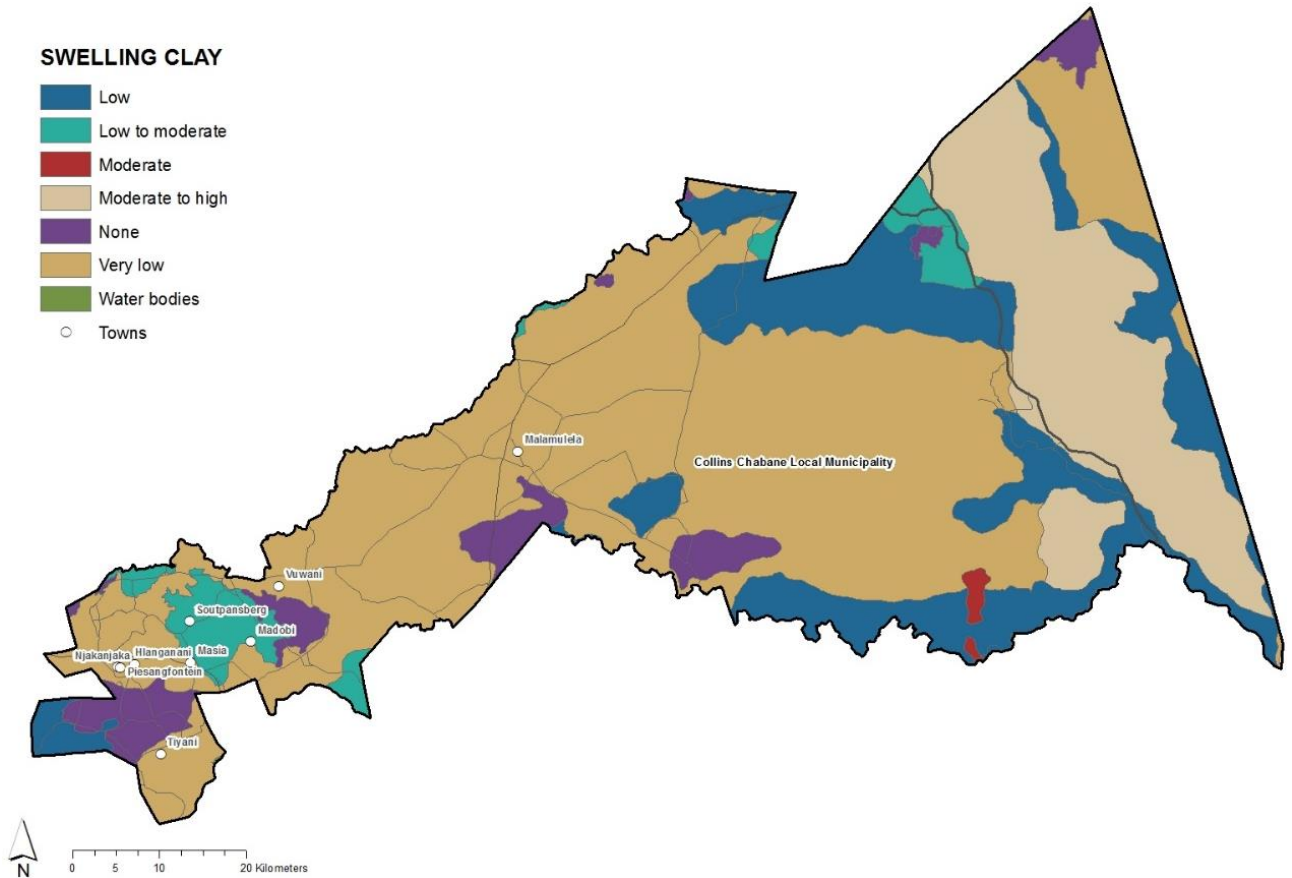 SWELLING CLAY
Low
Low to moderate
Moderate
Moderate to high
None
Very low
Water bodies
Towns
Malamulela
Collins Chabane Local Municipality
Vuwani
Soutpansberg
Madobi
Njakanjaka
Hlanganani
Masia
Piesangfontein
Tiyani
N
0 5 10 20 Kilometers